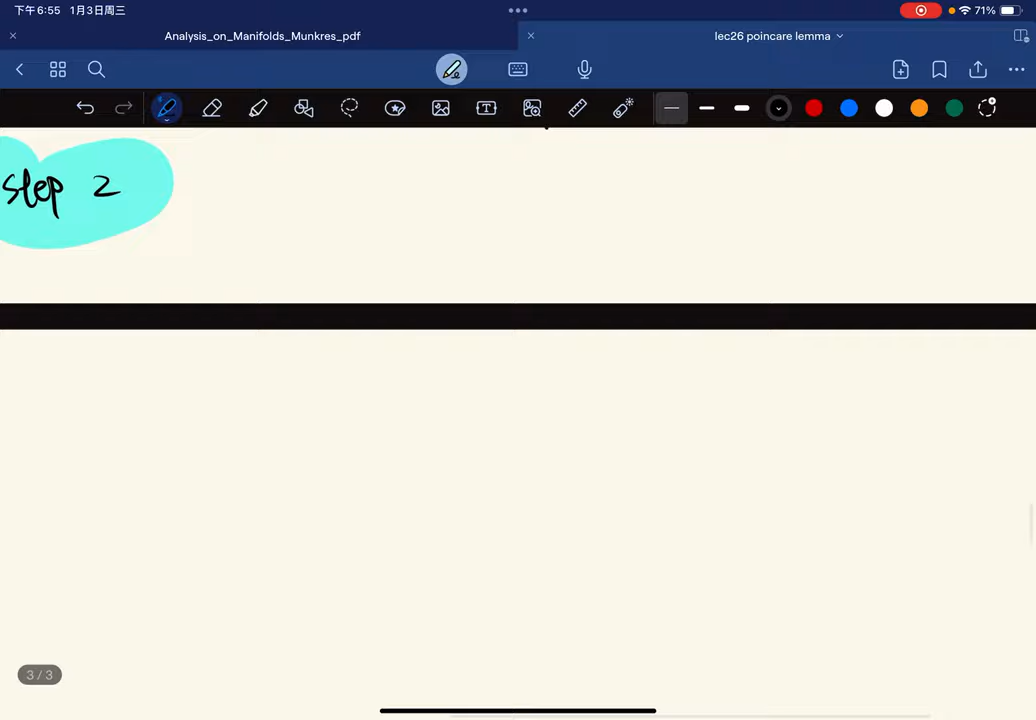 下午6:55 1月3日周三
71%
Analysis_on_Manifolds_Munkres_pdf
lec26 poincare lemma
step 2
3 / 3